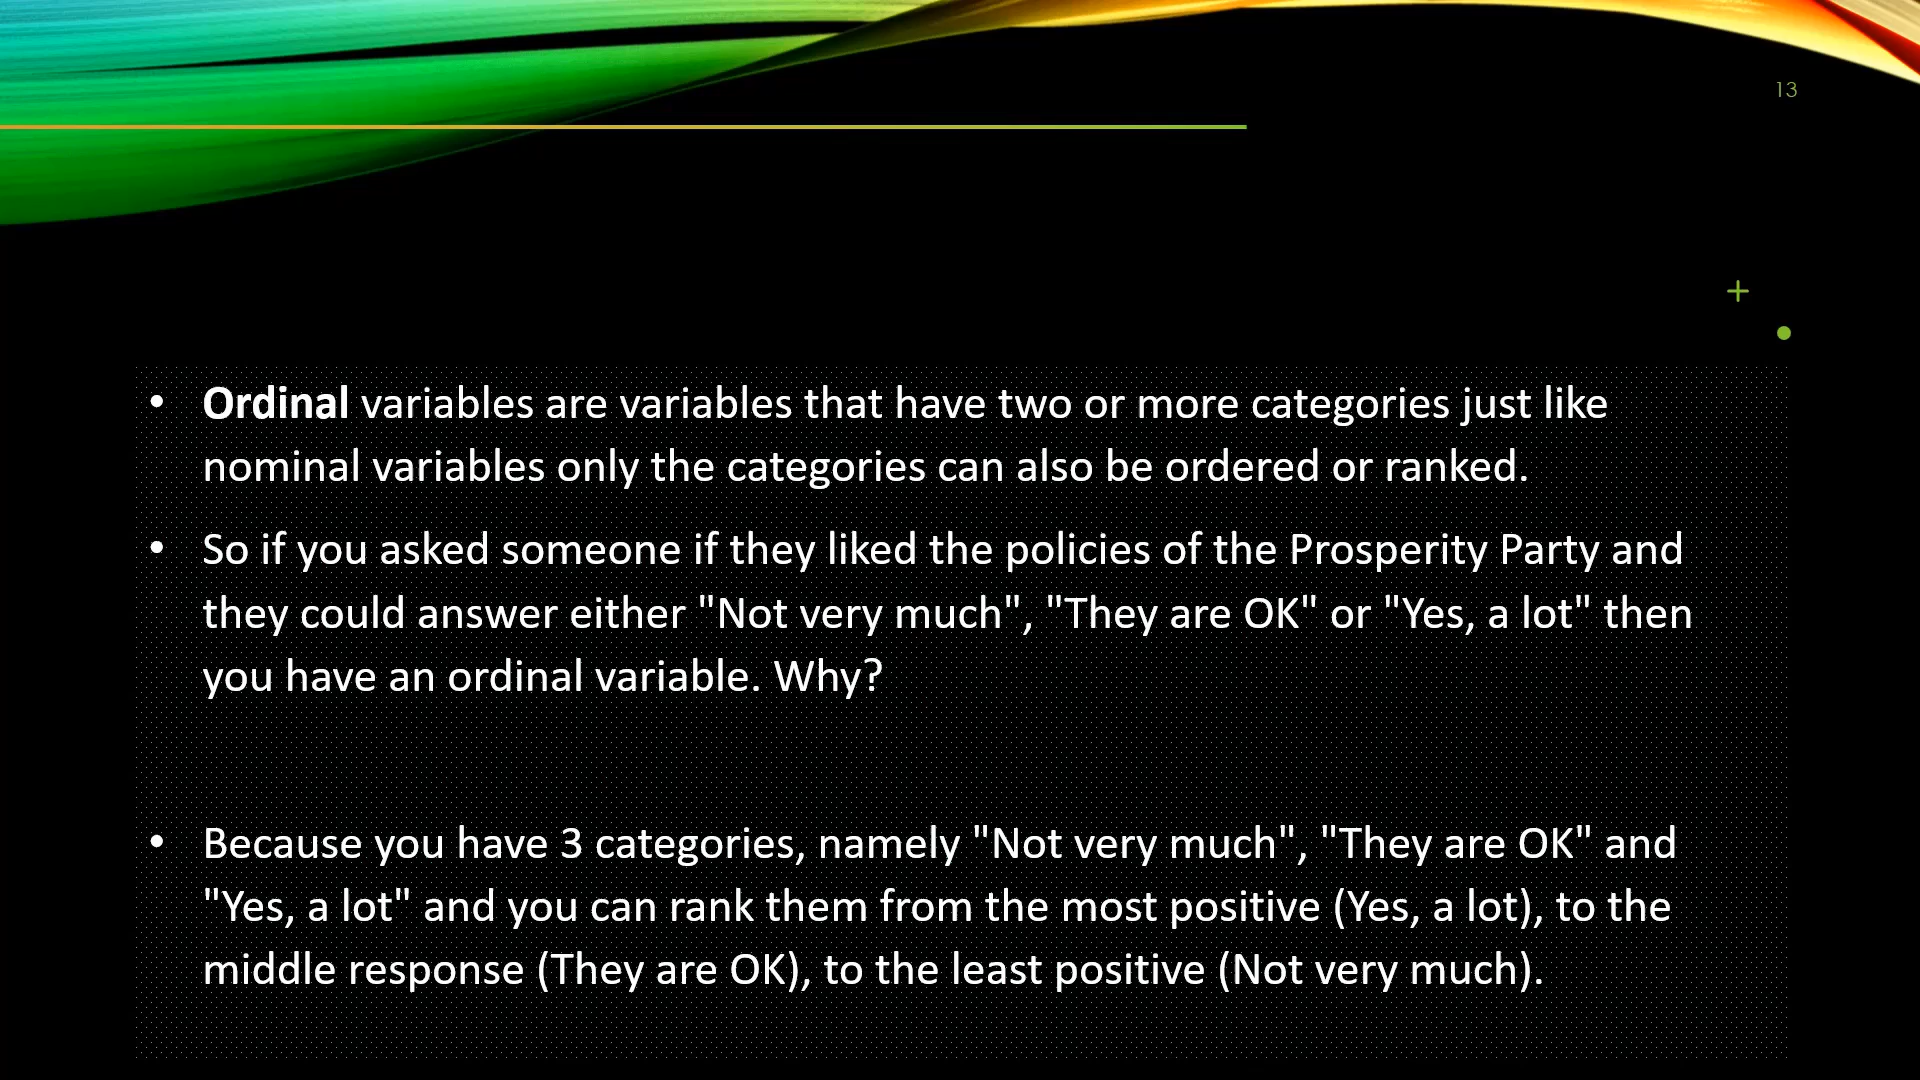 13
• Ordinal variables are variables that have two or more categories just like
nominal variables only the categories can also be ordered or ranked.
• So if you asked someone if they liked the policies of the Prosperity Party and
they could answer either "Not very much", "They are OK" or "Yes, a lot" then
you have an ordinal variable. Why?
• Because you have 3 categories, namely "Not very much", "They are OK" and
"Yes, a lot" and you can rank them from the most positive (Yes, a lot), to the
middle response (They are OK), to the least positive (Not very much).